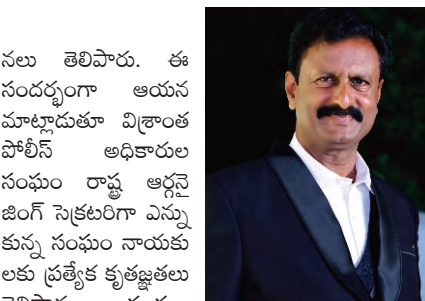 నలు తెలిపారు. ఈ
సందర్భంగా ఆయన
మాట్లాడుతూ విశ్రాంత
పోలీస్ అధికారుల
సంఘం రాష్ట్ర ఆర్గనై
జింగ్ సెక్రటరిగా ఎన్ను
కున్న సంఘం నాయకు
లకు ప్రత్యేక కృతజ్ఞతలు